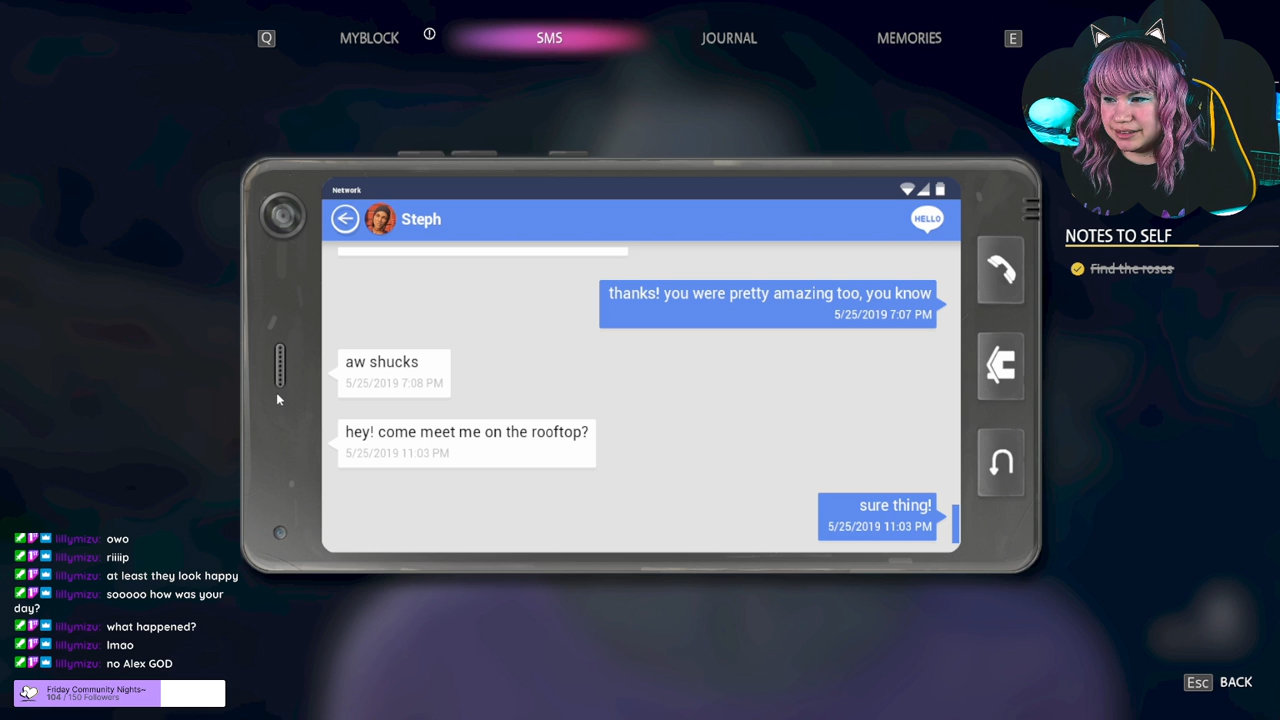 Q MYBLOCK SMS JOURNAL MEMORIES E
NOTES TO SELF
Find the roses
Network
Steph
HELLO
thanks! you were pretty amazing too, you know
5/25/2019 7:07 PM
aw shucks
5/25/2019 7:08 PM
hey! come meet me on the rooftop?
5/25/2019 11:03 PM
sure thing!
5/25/2019 11:03 PM
lillymizu: owo
lillymizu: riiiip
lillymizu: at least they look happy
lillymizu: sooooo how was your
day?
lillymizu: what happened?
lillymizu: lmao
lillymizu: no Alex GOD
Friday Community Nights~
104 / 150 Followers
Esc BACK